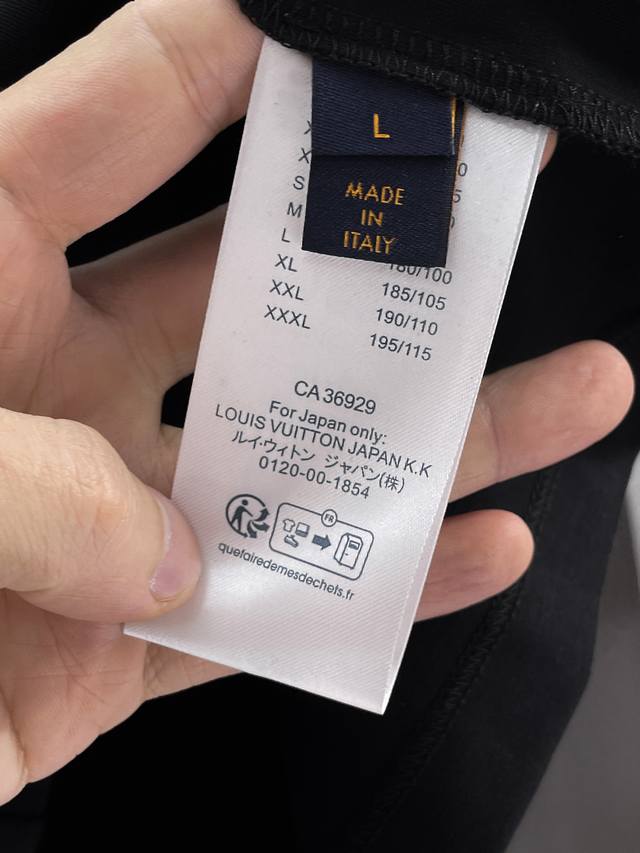 L
MADE
IN
ITALY
S
M
L 180/100
XL 185/105
XXL 190/110
XXXL 195/115
CA 36929
For Japan only:
LOUIS VUITTON JAPAN K.K
ルイ・ヴィトン ジャパン(株)
0120-00-1854
FR
quefairedemesdechets.fr